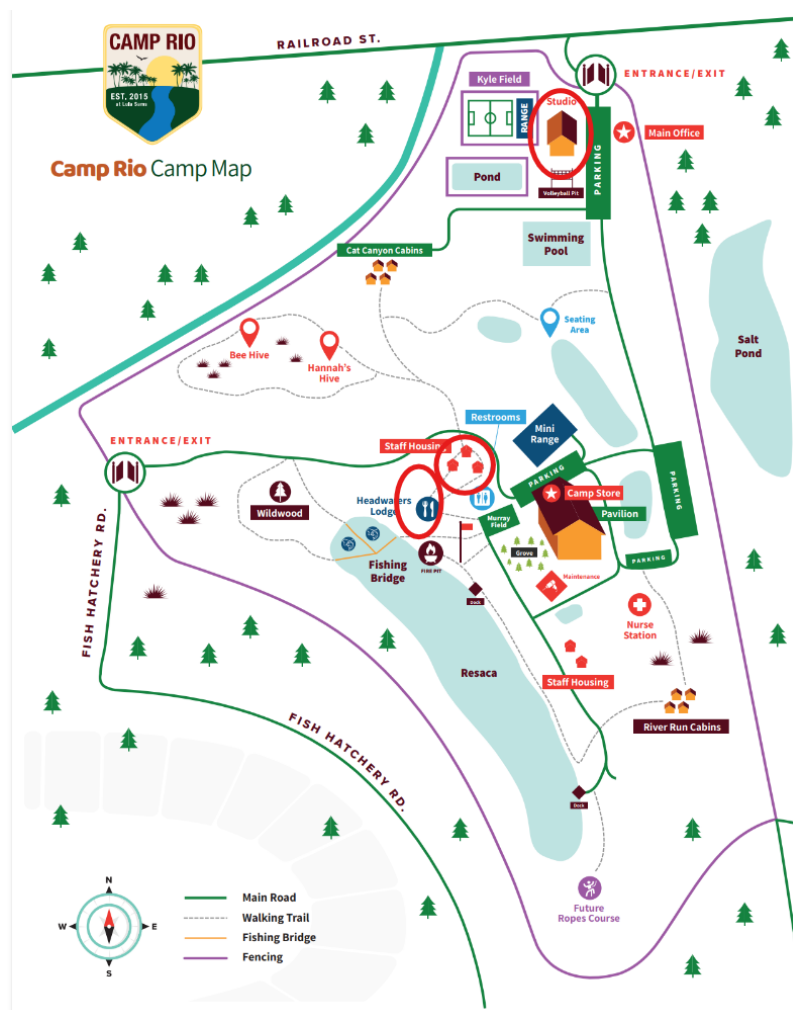 CAMP RIO
EST. 2015
at Lulu Sams
Camp Rio Camp Map
RAILROAD ST.
ENTRANCE/EXIT
Kyle Field
RANGE
Studio
Main Office
PARKING
Pond
Volleyball Pit
Swimming
Pool
Cat Canyon Cabins
Seating
Area
Bee Hive
Hannah's
Hive
Salt
Pond
Restrooms
Mini
Range
ENTRANCE/EXIT
Staff Housing
PARKING
PARKING
Camp Store
Headwaters
Lodge
Wildwood
Murray
Field
Pavilion
Grove
FIRE PIT
Fishing
Bridge
PARKING
Maintenance
Dock
Nurse
Station
FISH HATCHERY RD.
Resaca
Staff Housing
River Run Cabins
FISH HATCHERY RD.
Dock
Future
Ropes Course
N
W
E
S
Main Road
Walking Trail
Fishing Bridge
Fencing